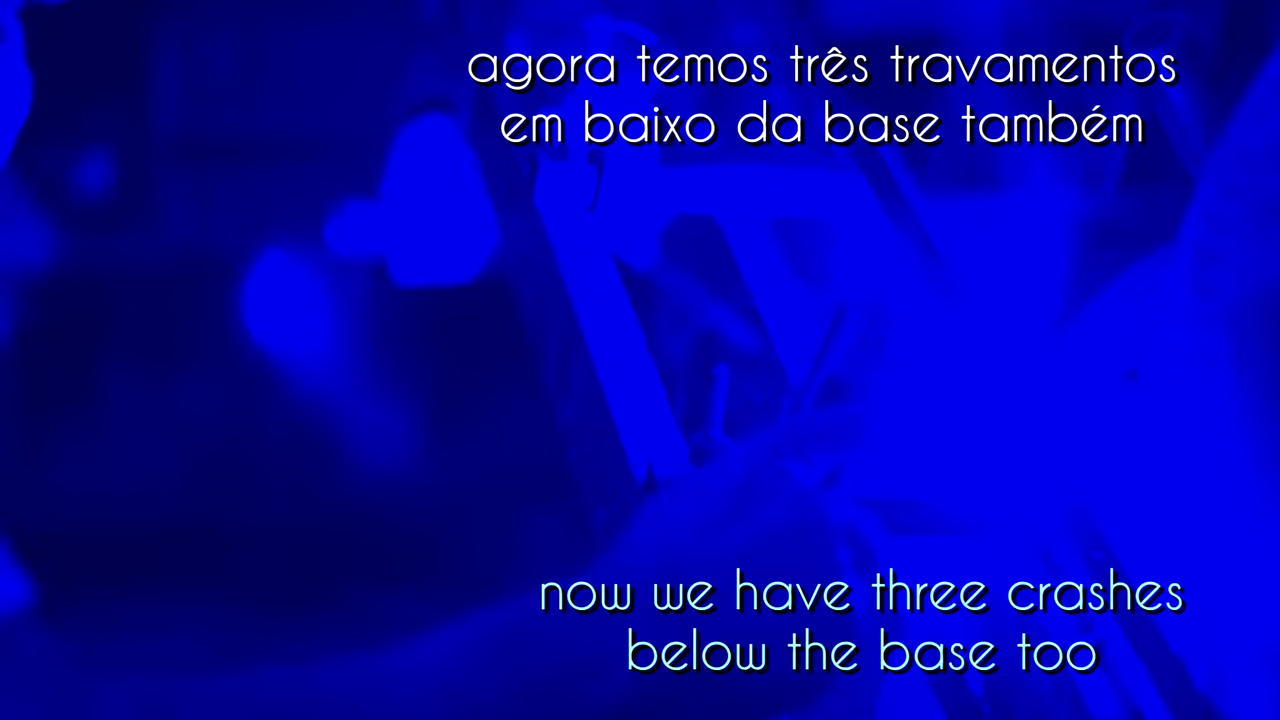 agora temos três travamentos
em baixo da base também
now we have three crashes
below the base too